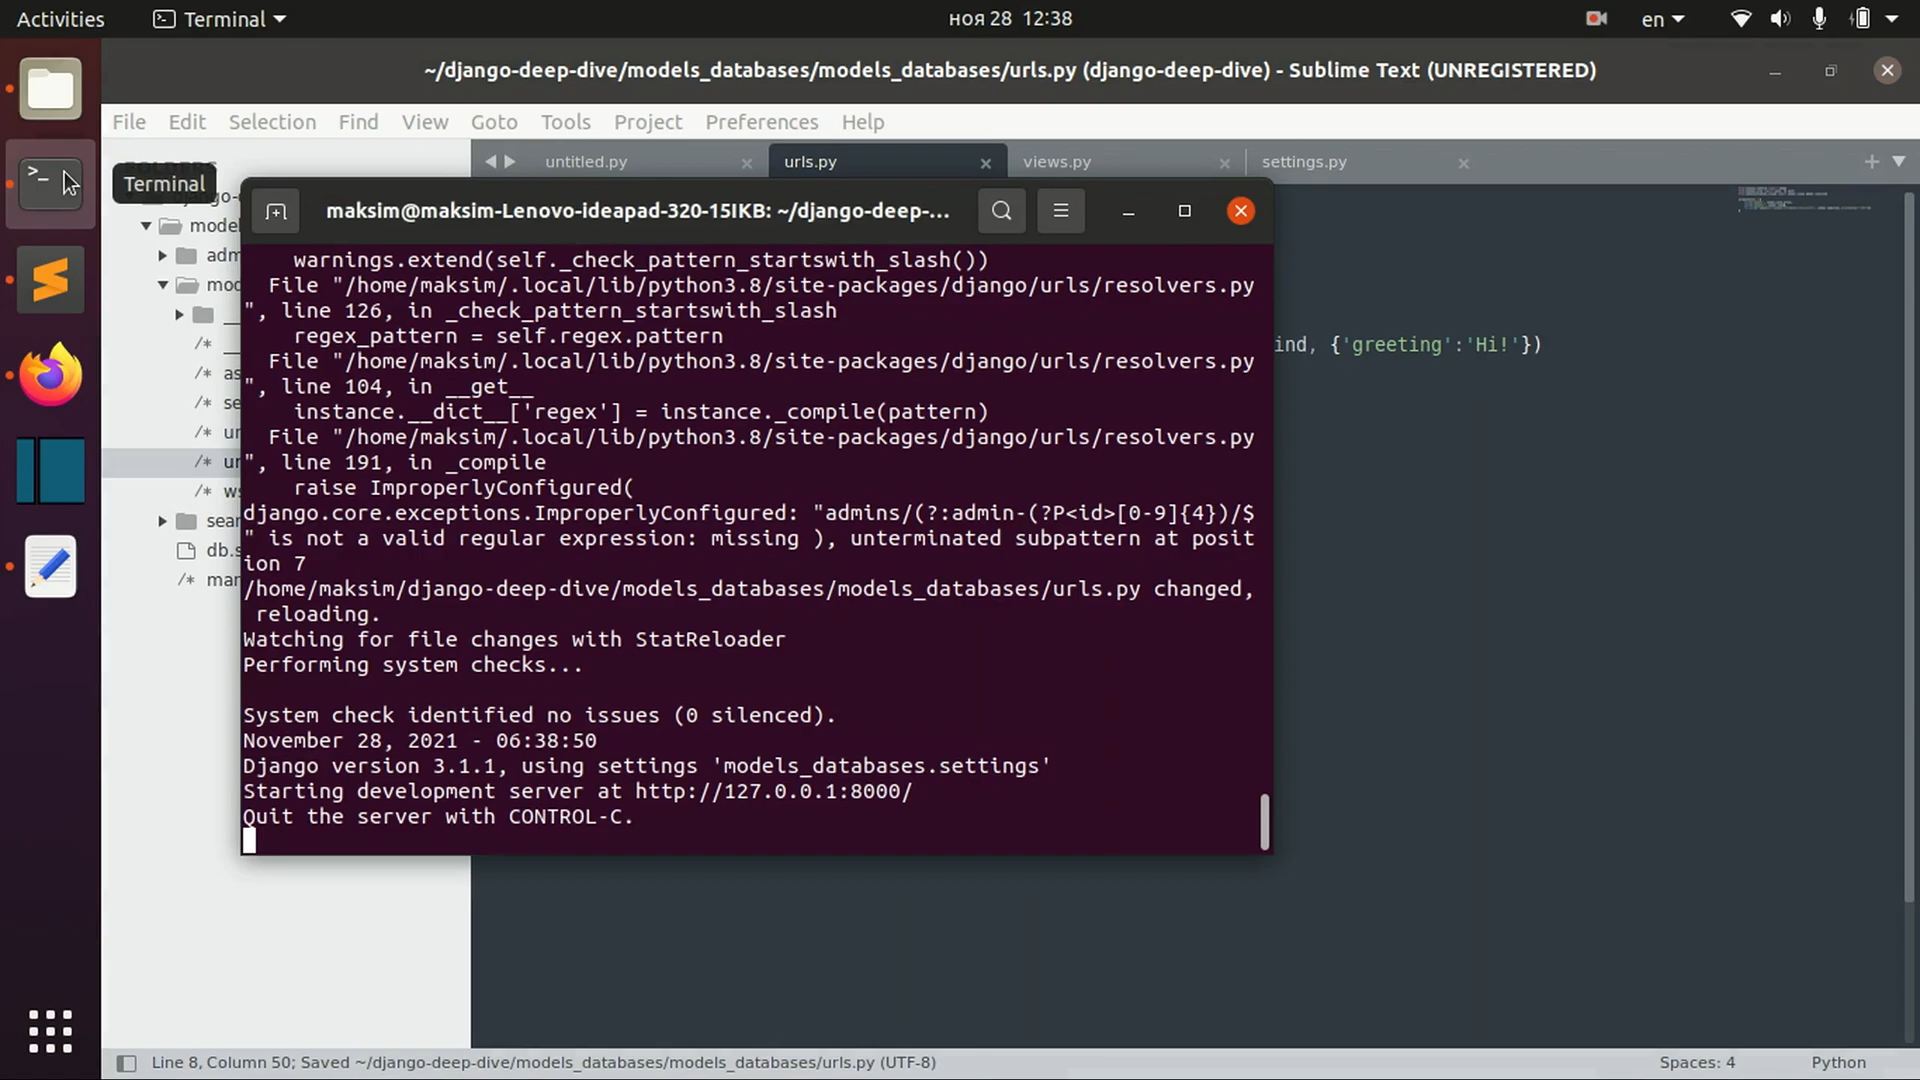 Activities
Terminal
ноя 28 12:38
en
~/django-deep-dive/models_databases/models_databases/urls.py (django-deep-dive) - Sublime Text (UNREGISTERED)
File Edit Selection Find View Goto Tools Project Preferences Help
untitled.py
urls.py
views.py
settings.py
Terminal
maksim@maksim-Lenovo-ideapad-320-15IKB: ~/django-deep-...
warnings.extend(self._check_pattern_startswith_slash())
File "/home/maksim/.local/lib/python3.8/site-packages/django/urls/resolvers.py
", line 126, in _check_pattern_startswith_slash
regex_pattern = self.regex.pattern
File "/home/maksim/.local/lib/python3.8/site-packages/django/urls/resolvers.py
", line 104, in __get__
instance.__dict__['regex'] = instance._compile(pattern)
File "/home/maksim/.local/lib/python3.8/site-packages/django/urls/resolvers.py
", line 191, in _compile
raise ImproperlyConfigured(
django.core.exceptions.ImproperlyConfigured: "admins/(?:admin-(?P<id>[0-9]{4})/$
" is not a valid regular expression: missing ), unterminated subpattern at posit
ion 7
/home/maksim/django-deep-dive/models_databases/models_databases/urls.py changed,
reloading.
Watching for file changes with StatReloader
Performing system checks...
System check identified no issues (0 silenced).
November 28, 2021 - 06:38:50
Django version 3.1.1, using settings 'models_databases.settings'
Starting development server at http://127.0.0.1:8000/
Quit the server with CONTROL-C.
ind, {'greeting':'Hi!'})
Line 8, Column 50; Saved ~/django-deep-dive/models_databases/models_databases/urls.py (UTF-8)
Spaces: 4
Python